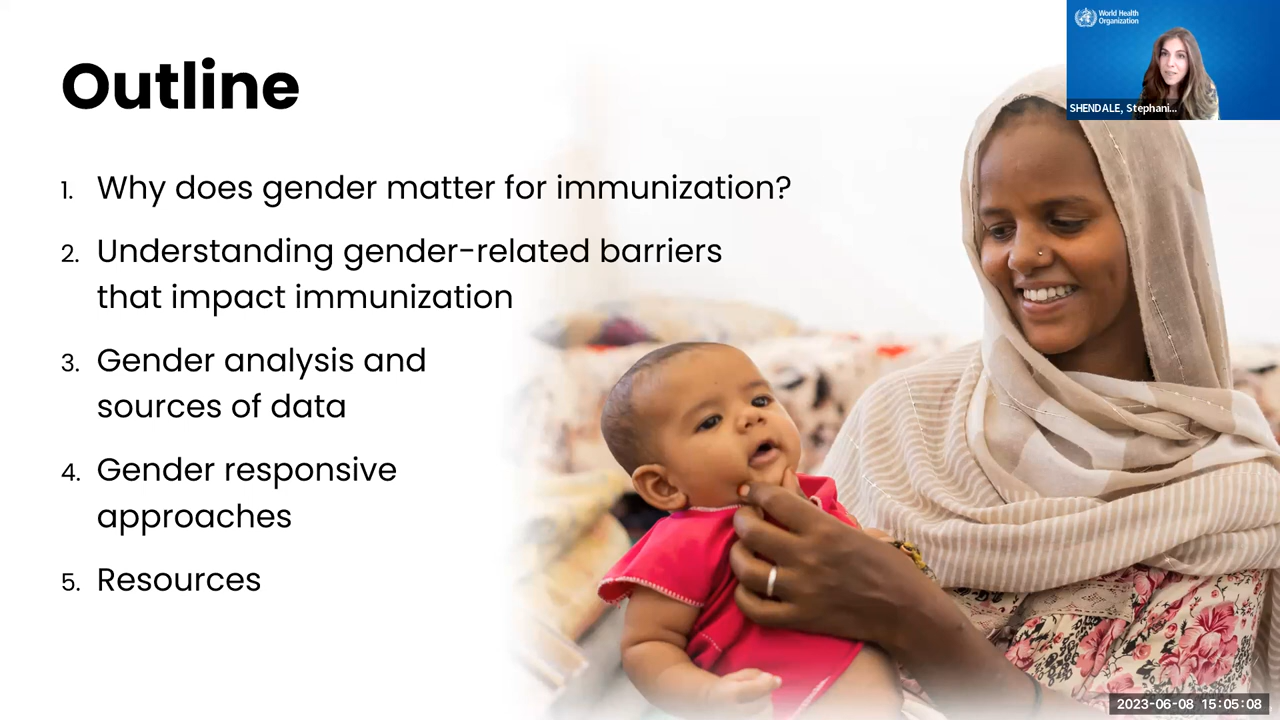 World Health
Organization
SHENDALE, Stephani...
Outline
1. Why does gender matter for immunization?
2. Understanding gender-related barriers
that impact immunization
3. Gender analysis and
sources of data
4. Gender responsive
approaches
5. Resources
2023-06-08 15:05:08